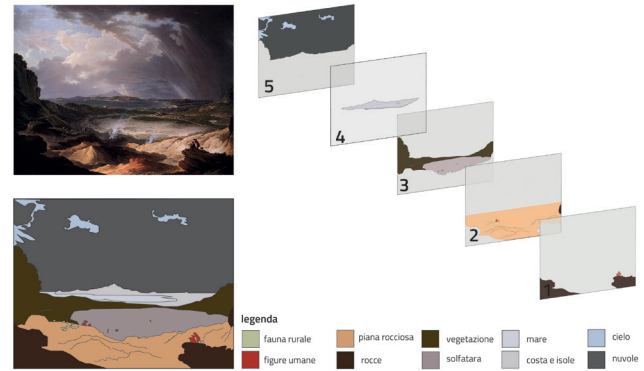 5
4
3
2
1
legenda
fauna rurale
piana rocciosa
vegetazione
mare
cielo
figure umane
rocce
solfatara
costa e isole
nuvole